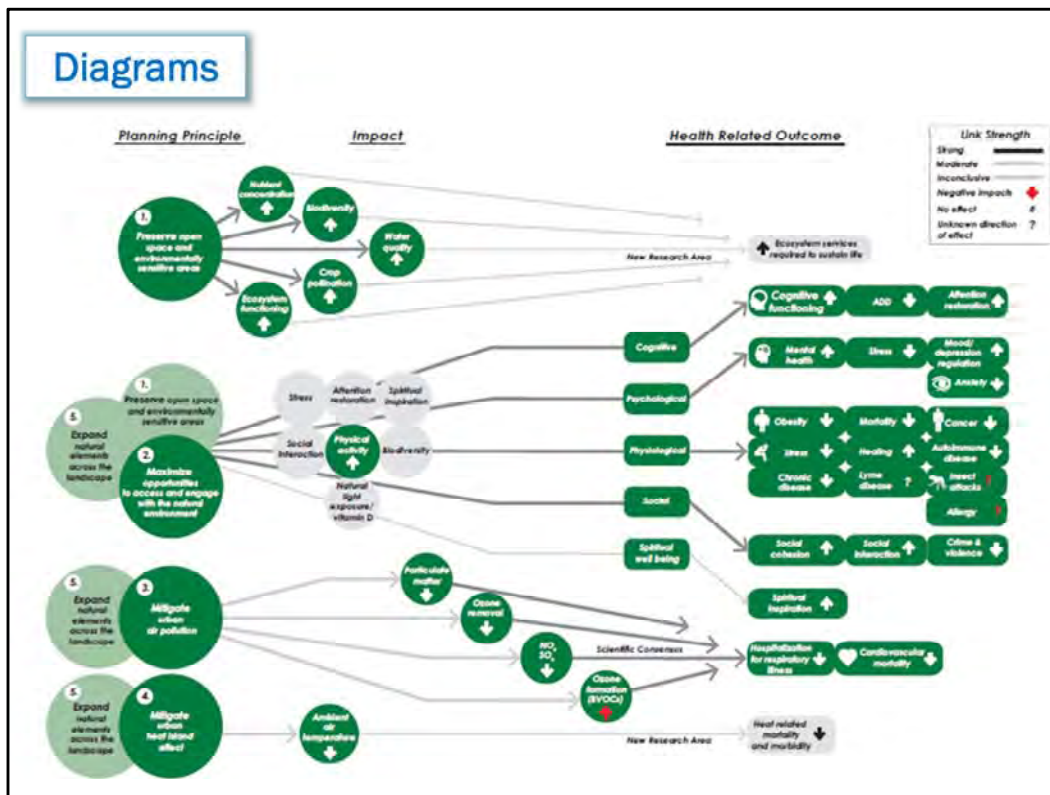 Diagrams
Planning Principle
Impact
Health Related Outcome
Link Strength
Strong
Moderate
Inconclusive
Negative impacts
No effect
Unknown direction
of effect
?
1.
Preserve open
space and
environmentally
sensitive areas
Nutrient
concentration
Biodiversity
Water
quality
Crop
pollination
Ecosystem
functioning
New Research Area
Ecosystem services
required to sustain life
1.
Preserve open space
and environmentally
sensitive areas
5.
Expand
natural
elements
across the
landscape
2.
Maximize
opportunities
to access and engage
with the natural
environment
Stress
Attention
restoration
Spiritual
inspiration
Social
interaction
Physical
activity
Biodiversity
Natural
light
exposure/
vitamin D
Cognitive
Psychological
Physiological
Social
Spiritual
well being
Cognitive
functioning
ADD
Attention
restoration
Mental
health
Stress
Mood/
depression
regulation
Anxiety
Obesity
Mortality
Cancer
Stress
Healing
Autoimmune
disease
Chronic
disease
Lyme
disease
?
Insect
attacks
Allergy
Social
cohesion
Social
interaction
Crime &
violence
Spiritual
inspiration
5.
Expand
natural
elements
across the
landscape
3.
Mitigate
urban
air pollution
Particulate
matter
Ozone
removal
NOx
SOx
Ozone
formation
(BVOCs)
Scientific Consensus
Hospitalization
for respiratory
illness
Cardiovascular
mortality
5.
Expand
natural
elements
across the
landscape
4.
Mitigate
urban
heat island
effect
Ambient
air
temperature
New Research Area
Heat related
mortality
and morbidity